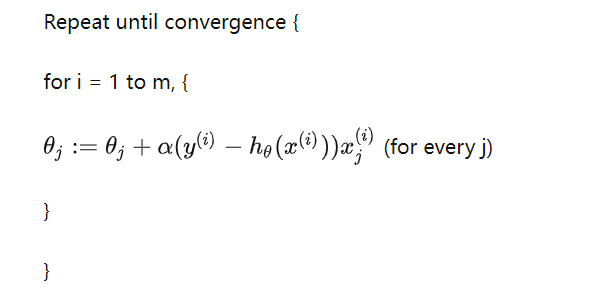 Repeat until convergence {
for i = 1 to m, {
θ_j := θ_j + α(y^{(i)} − h_θ(x^{(i)}))x_j^{(i)} (for every j)
}
}